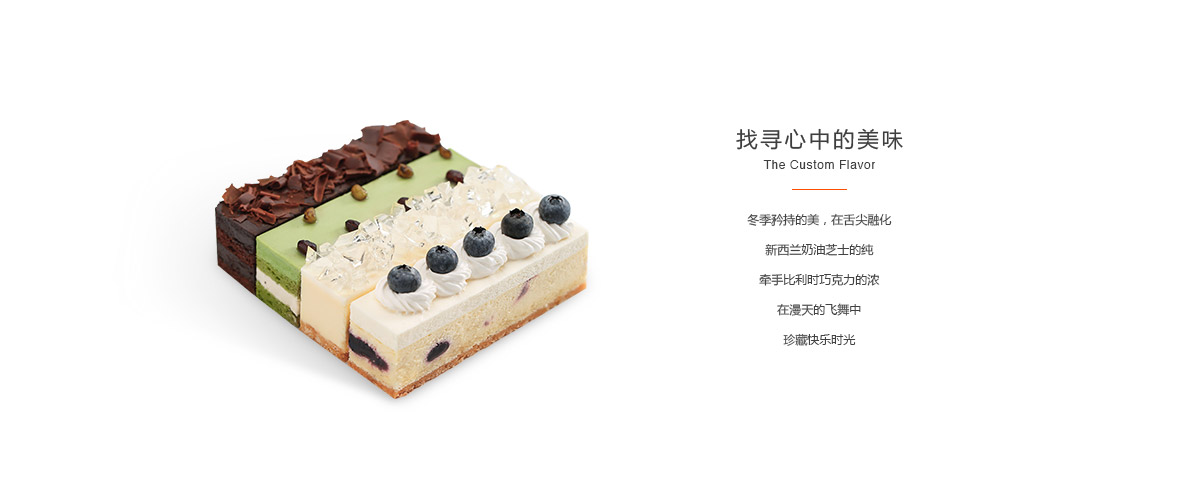 找寻心中的美味
The Custom Flavor
冬季矜持的美，在舌尖融化
新西兰奶油芝士的纯
牵手比利时巧克力的浓
在漫天的飞舞中
珍藏快乐时光